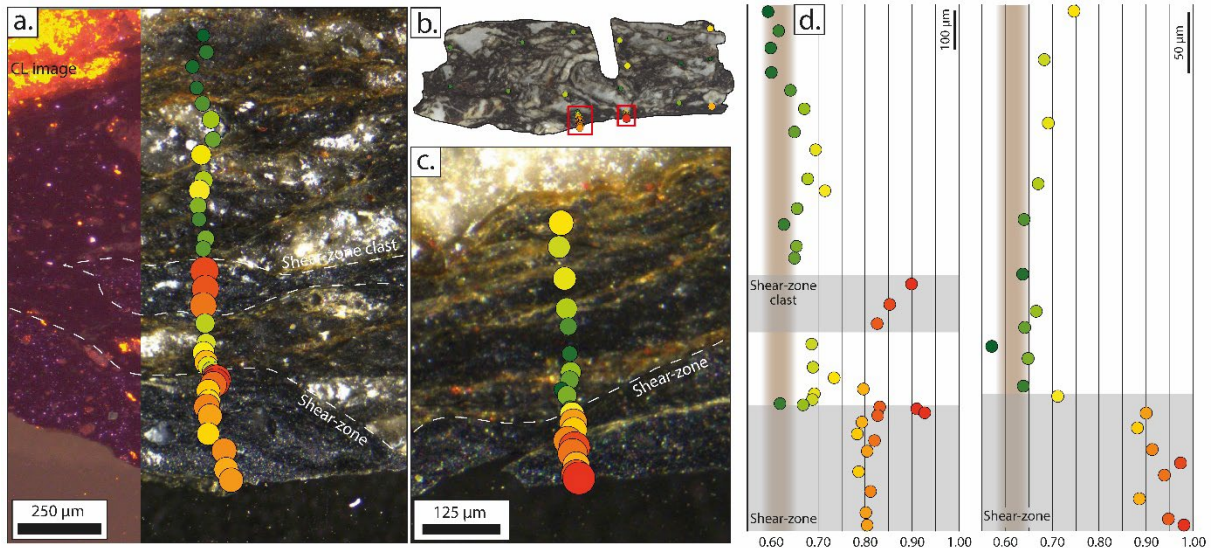 a.
CL image
Shear-zone clast
Shear-zone
250 µm
b.
c.
Shear-zone
125 µm
d.
100 µm
Shear-zone
clast
Shear-zone
0.60 0.70 0.80 0.90 1.00
50 µm
Shear-zone
0.60 0.70 0.80 0.90 1.00